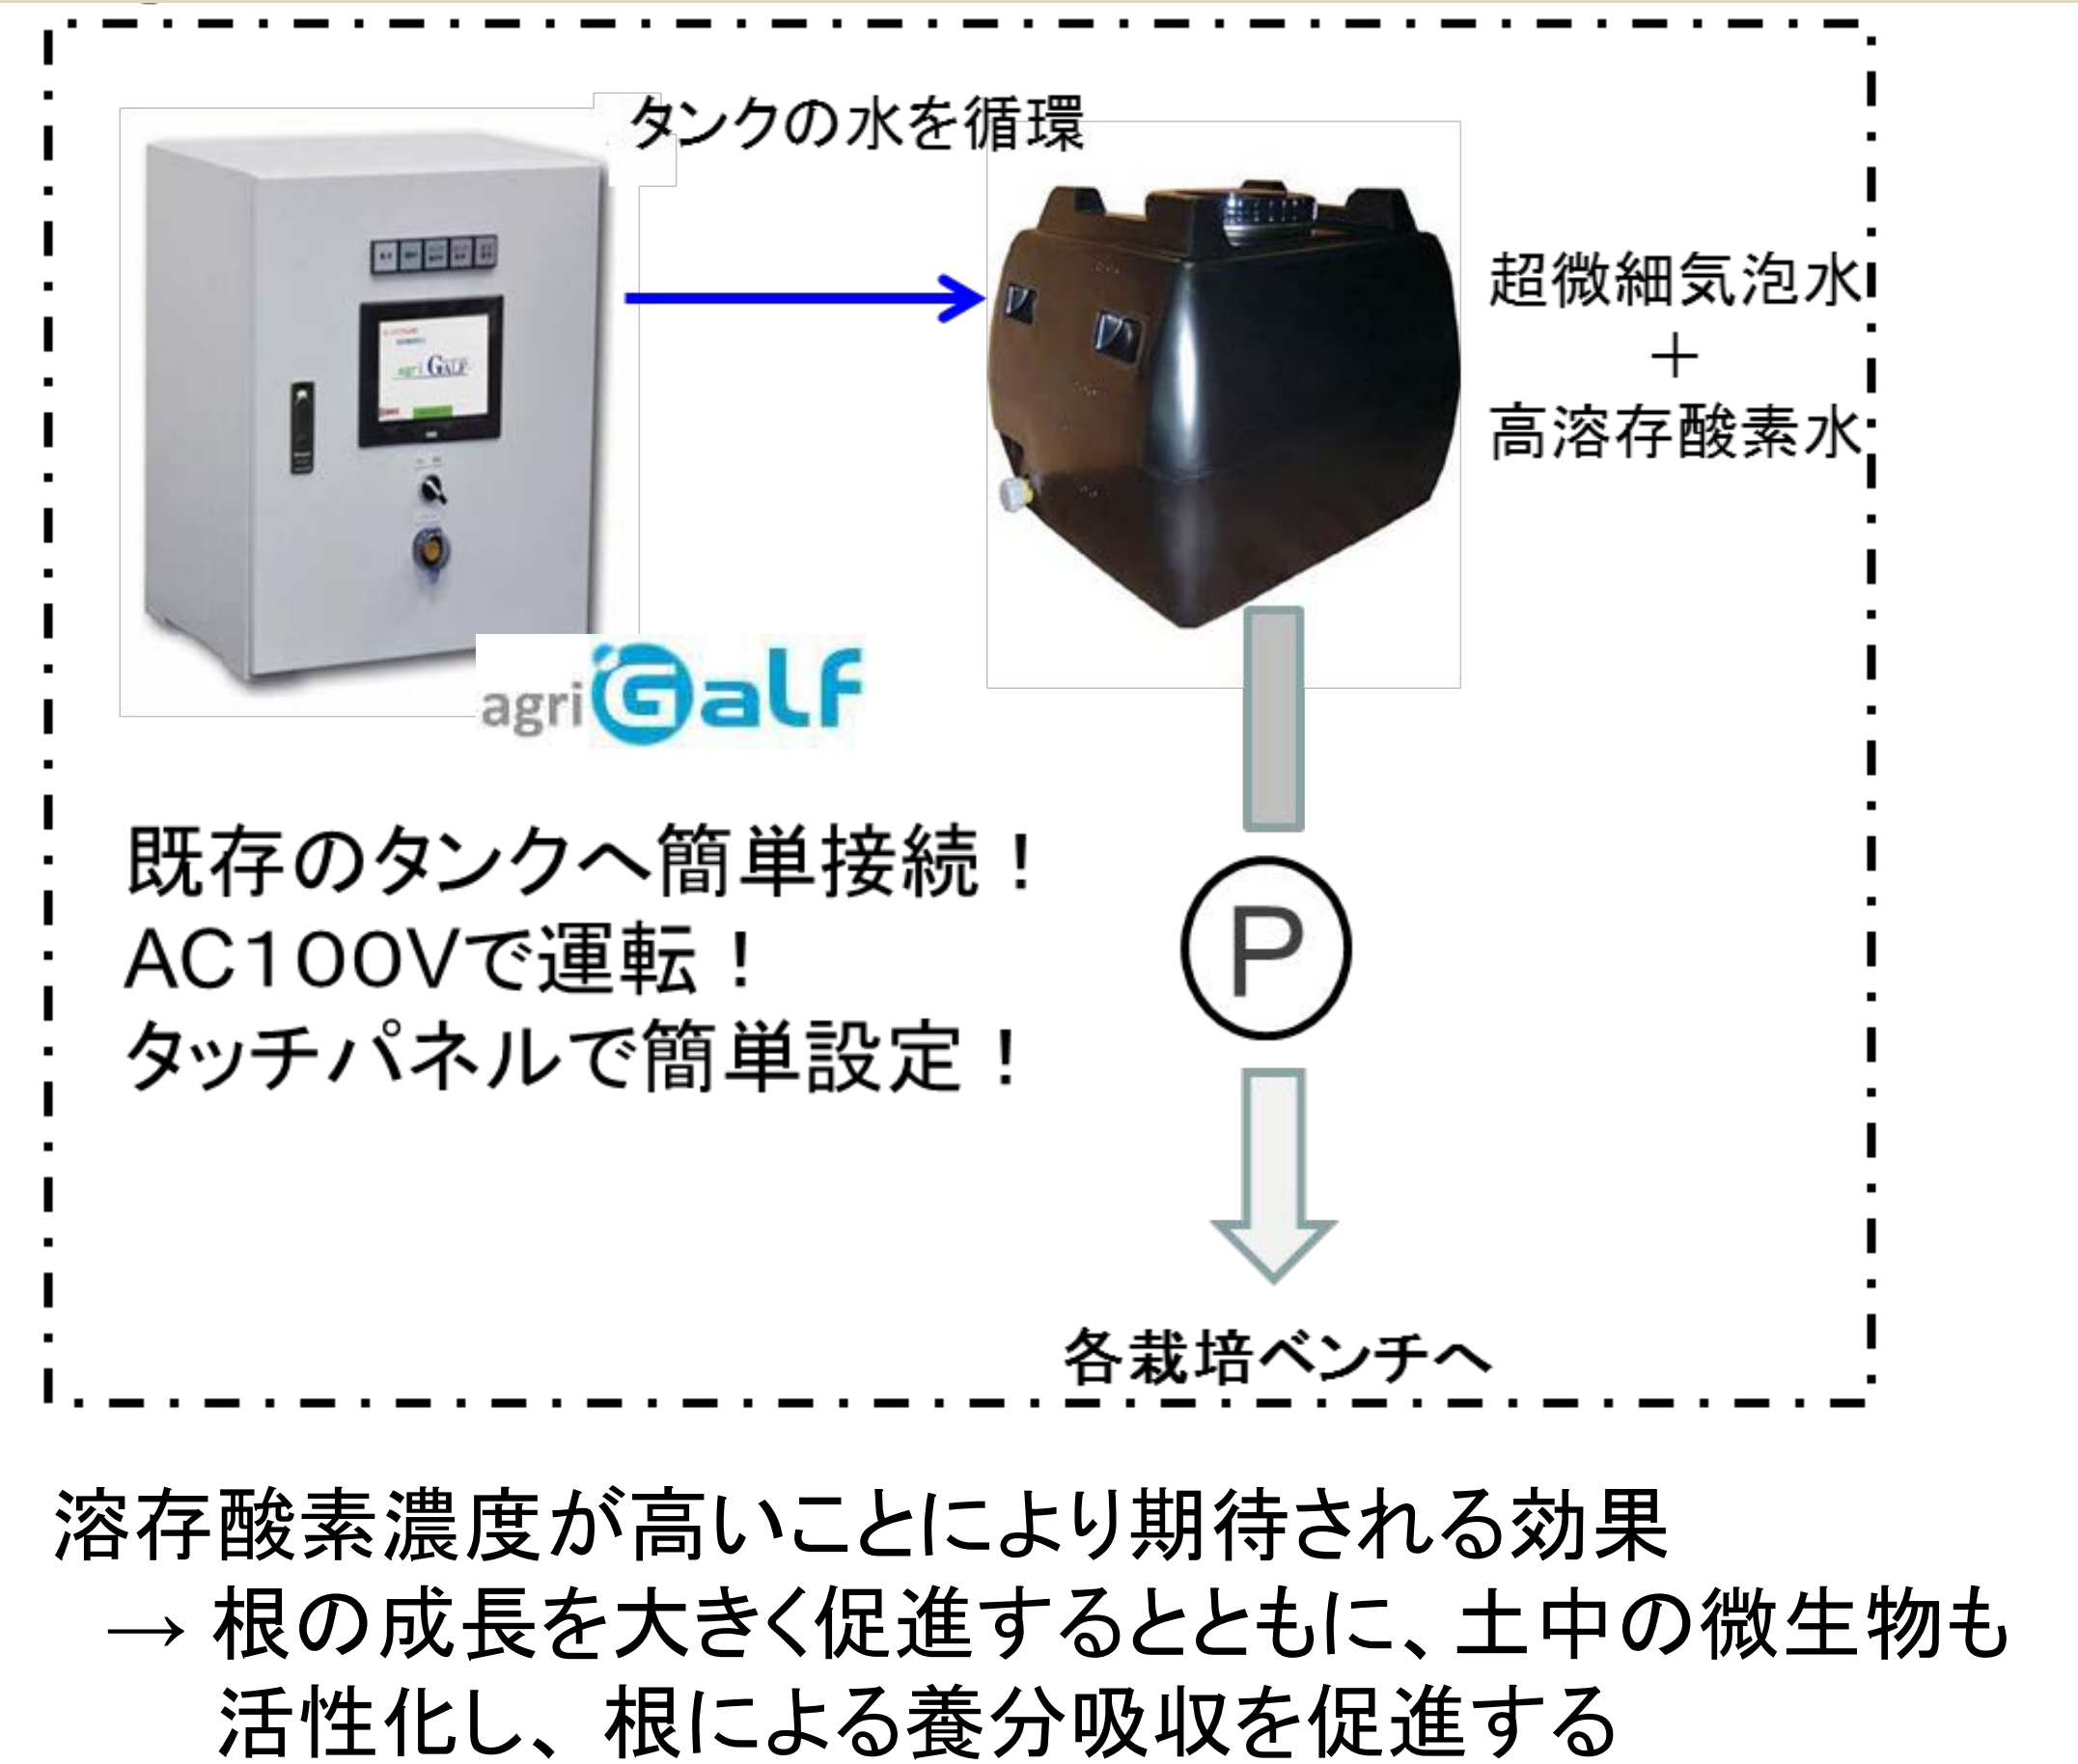 タンクの水を循環
agri GALF
超微細気泡水
＋
高溶存酸素水
agri GaLF
既存のタンクへ簡単接続！
AC100Vで運転！
タッチパネルで簡単設定！
P
各栽培ベンチへ
溶存酸素濃度が高いことにより期待される効果
→ 根の成長を大きく促進するとともに、土中の微生物も
活性化し、根による養分吸収を促進する